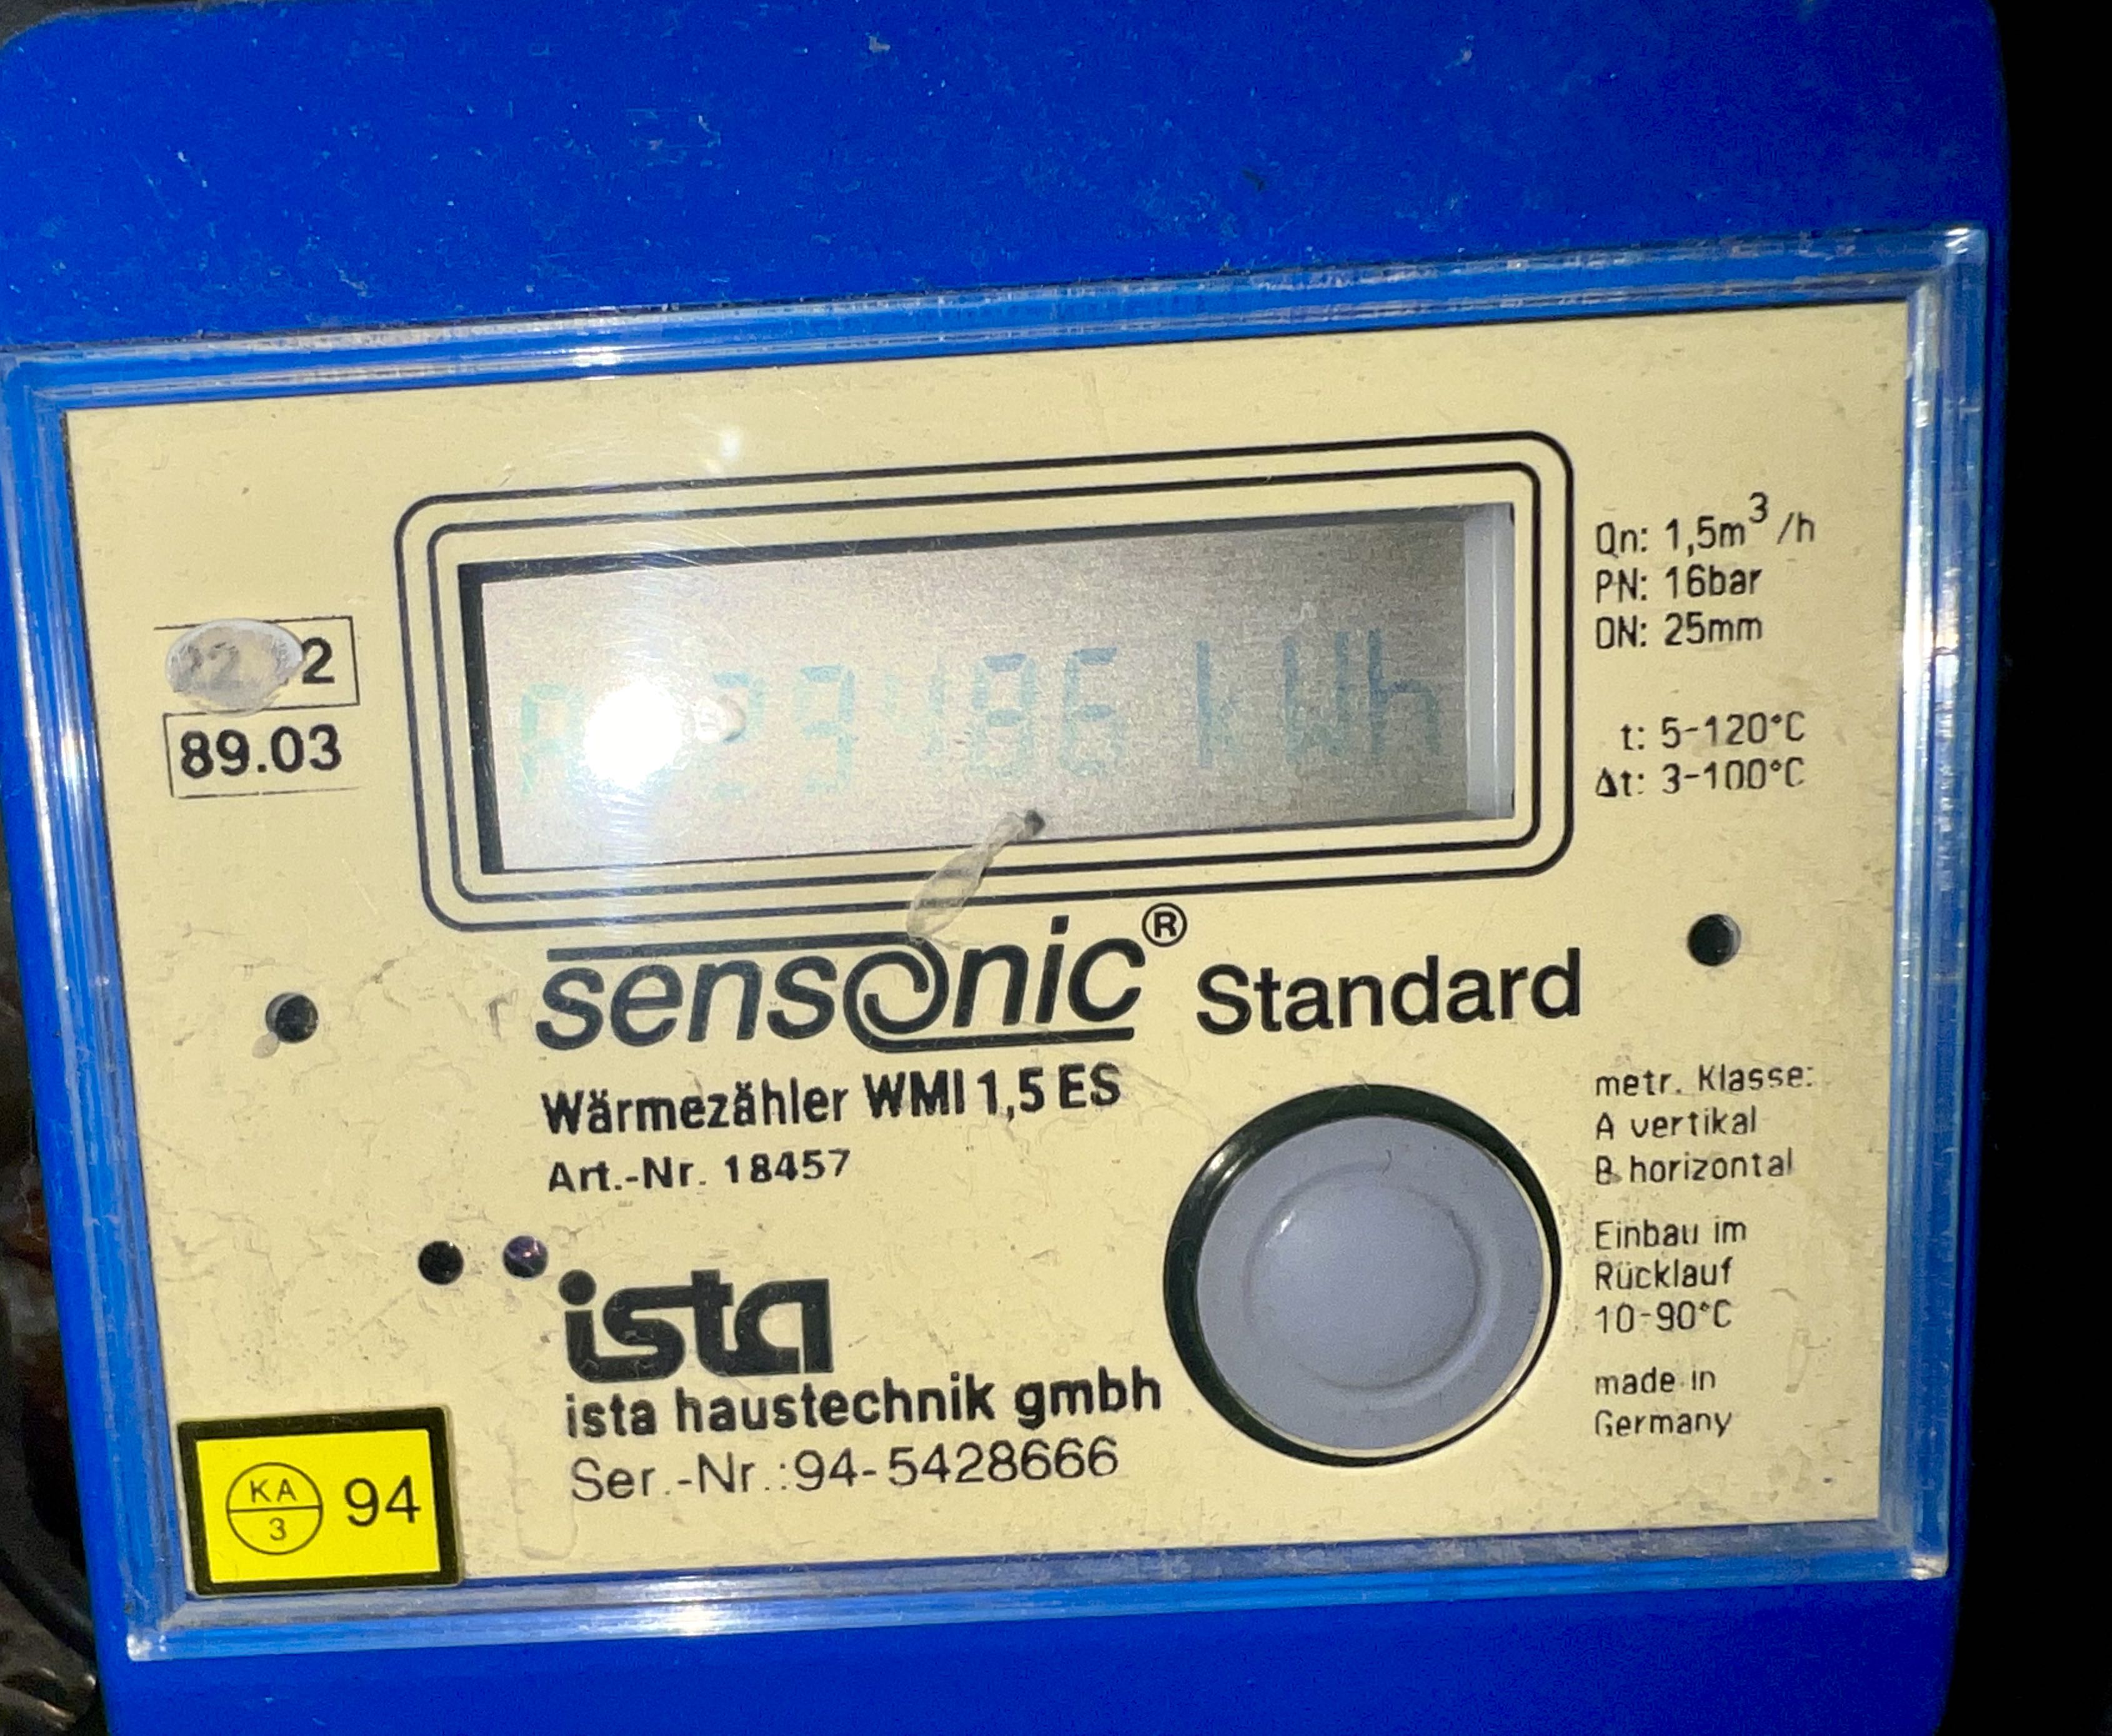 kWh
Qn: 1,5m³/h
PN: 16bar
DN: 25mm
t: 5-120°C
Δt: 3-100°C
89.03
sensonic® Standard
Wärmezähler WMI 1,5 ES
Art.-Nr. 18457
metr. Klasse:
A vertikal
B horizontal
Einbau im
Rücklauf
10-90°C
made in
Germany
ista
ista haustechnik gmbh
Ser.-Nr.:94-5428666
KA
3
94